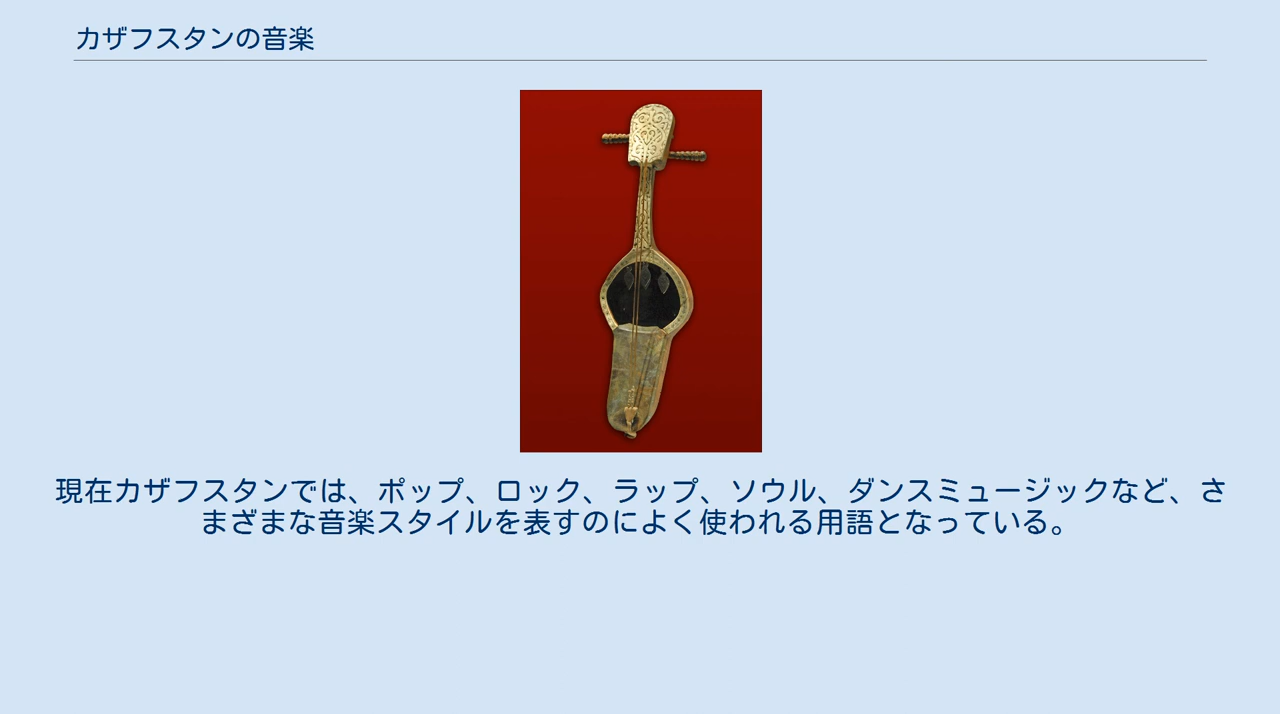 カザフスタンの音楽
現在カザフスタンでは、ポップ、ロック、ラップ、ソウル、ダンスミュージックなど、さ
まざまな音楽スタイルを表すのによく使われる用語となっている。